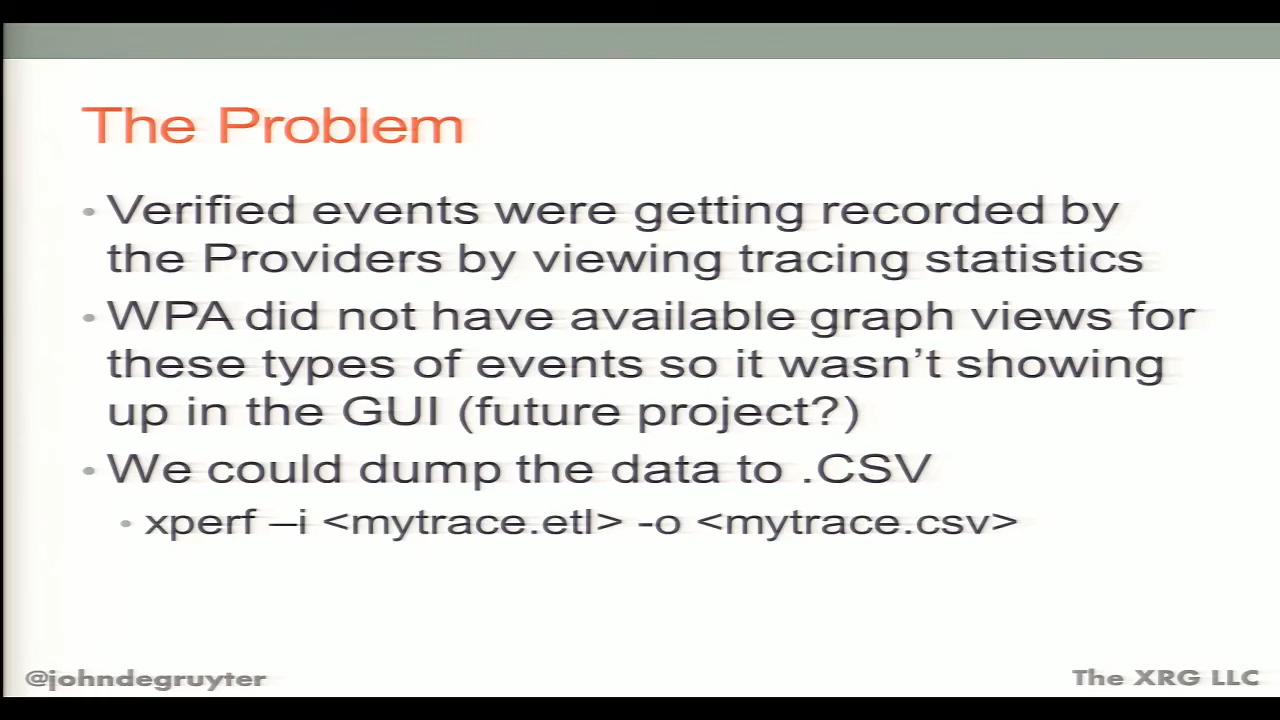 The Problem
• Verified events were getting recorded by
the Providers by viewing tracing statistics
• WPA did not have available graph views for
these types of events so it wasn’t showing
up in the GUI (future project?)
• We could dump the data to .CSV
• xperf –i <mytrace.etl> -o <mytrace.csv>
@johndegruyter
The XRG LLC